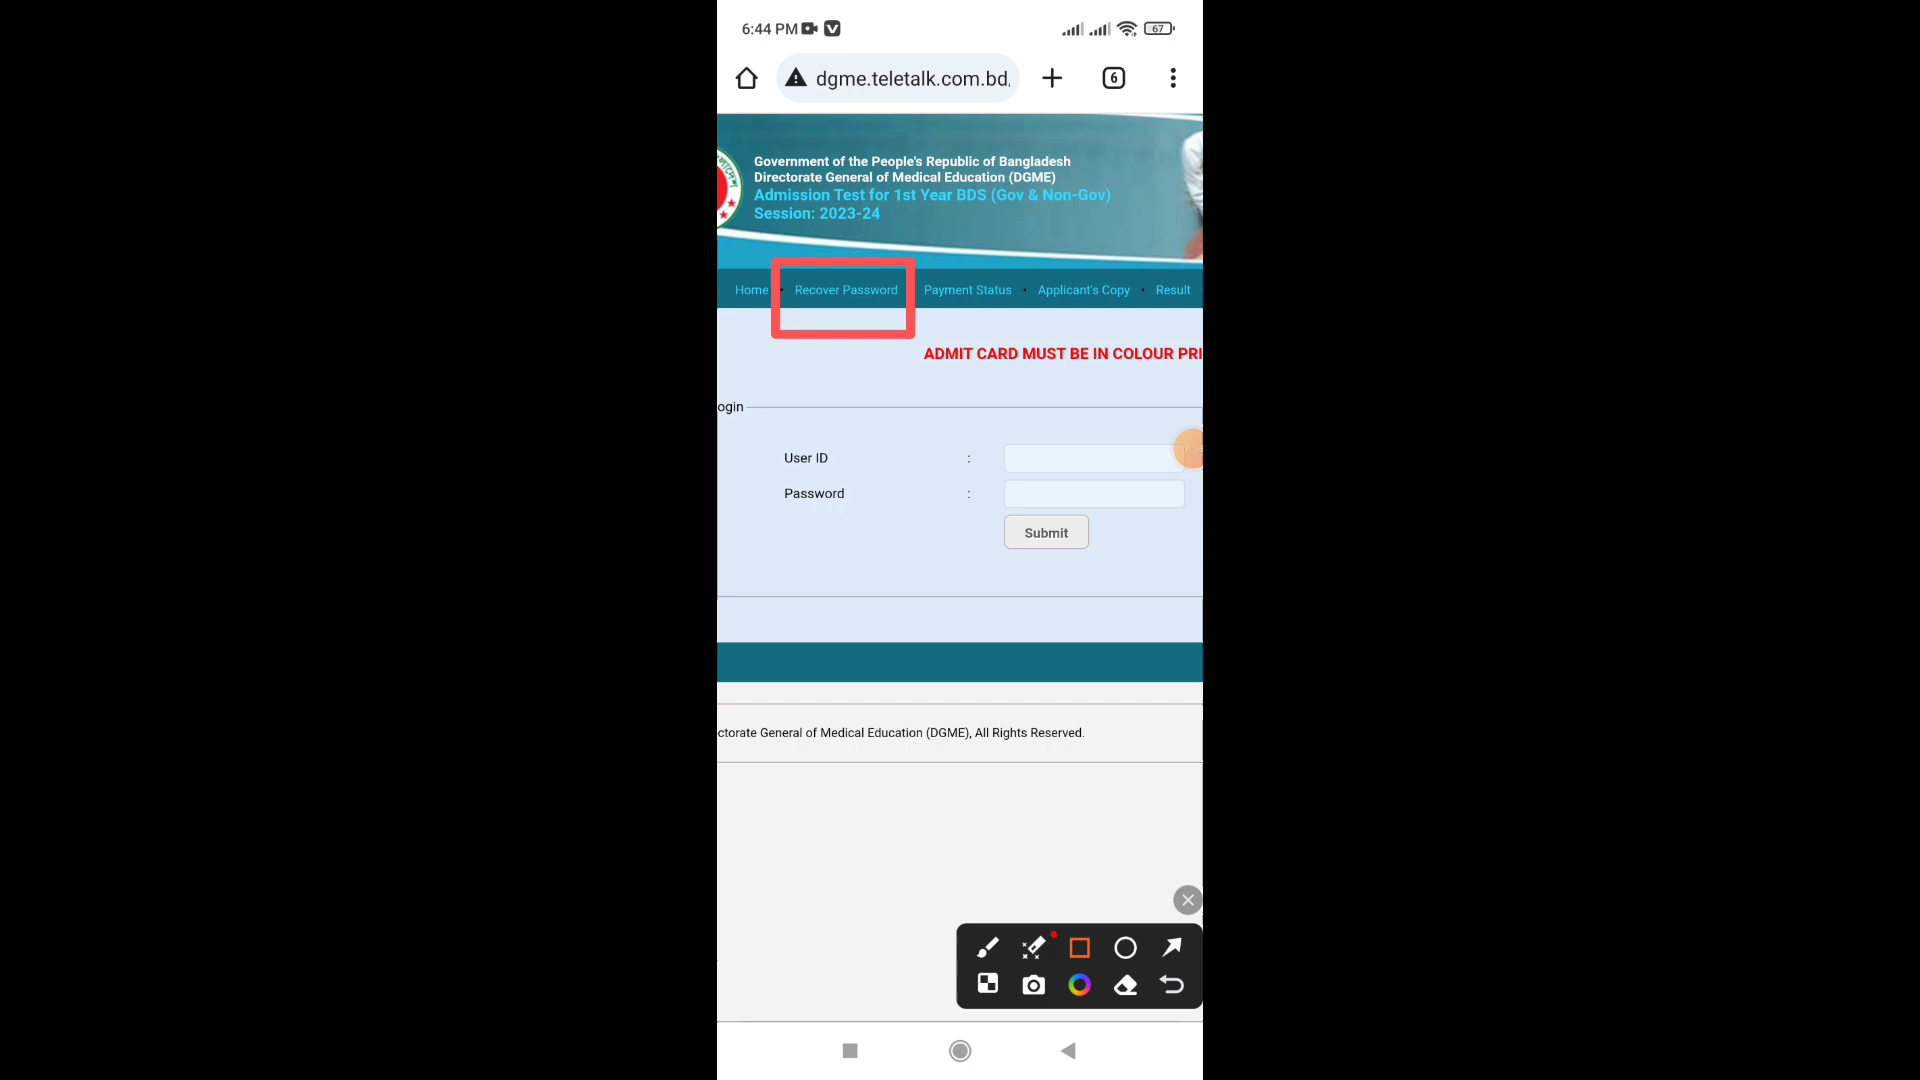 6:44 PM
67
dgme.teletalk.com.bd
6
Government of the People's Republic of Bangladesh
Directorate General of Medical Education (DGME)
Admission Test for 1st Year BDS (Gov & Non-Gov)
Session: 2023-24
Home • Recover Password Payment Status • Applicant's Copy • Result
ADMIT CARD MUST BE IN COLOUR PRI
ogin
User ID :
Password :
Submit
ctorate General of Medical Education (DGME), All Rights Reserved.